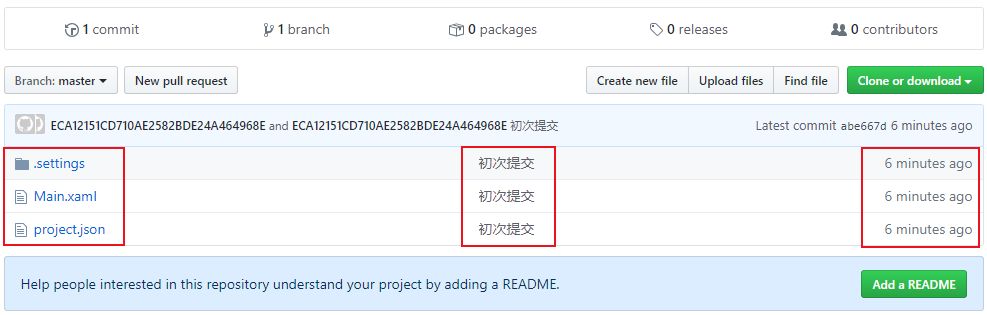 1 commit 1 branch 0 packages 0 releases 0 contributors
Branch: master New pull request Create new file Upload files Find file Clone or download
ECA12151CD710AE2582BDE24A464968E and ECA12151CD710AE2582BDE24A464968E 初次提交 Latest commit abe667d 6 minutes ago
.settings 初次提交 6 minutes ago
Main.xaml 初次提交 6 minutes ago
project.json 初次提交 6 minutes ago
Help people interested in this repository understand your project by adding a README. Add a README